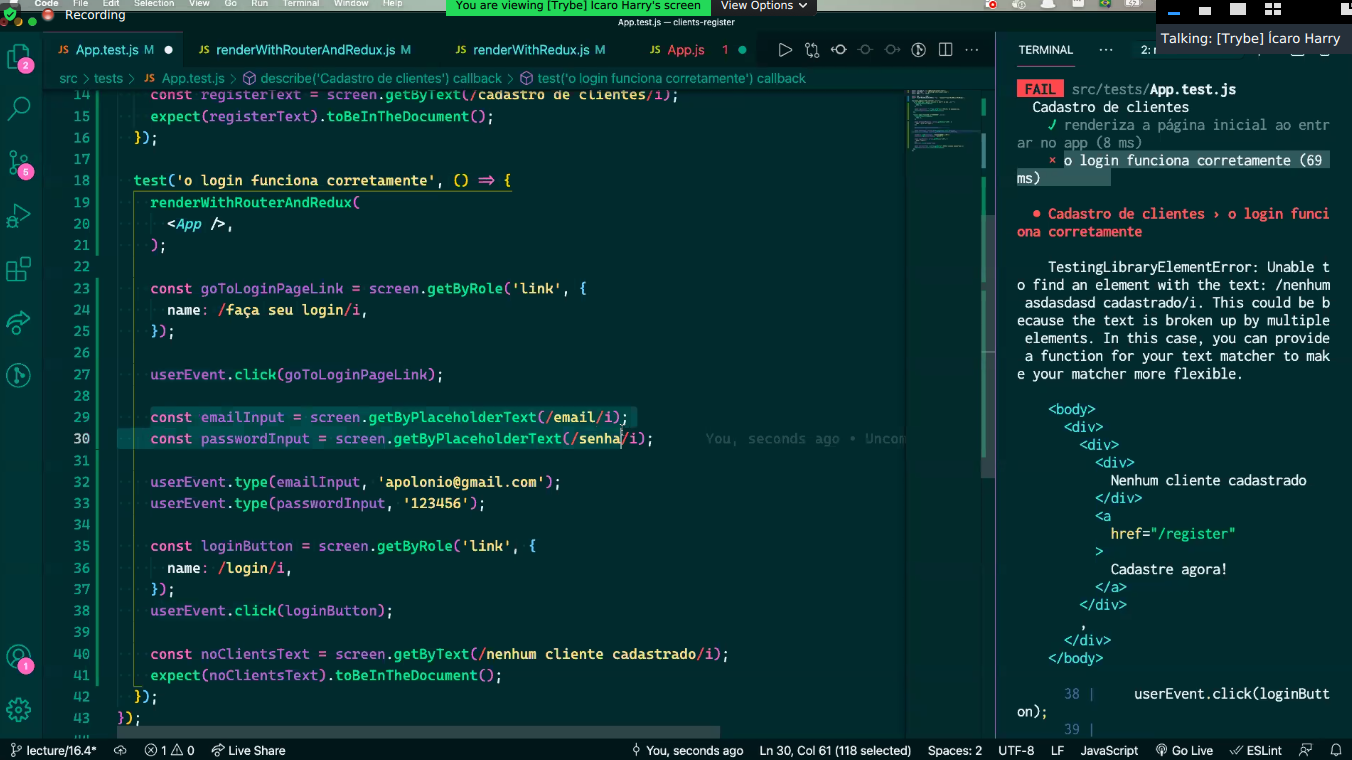 Code File Edit Selection View Go Run Terminal Window Help
Recording
You are viewing [Trybe] Icaro Harry's screen
View Options
App.test.js — clients-register
Talking: [Trybe] Ícaro Harry
JS App.test.js M
JS renderWithRouterAndRedux.js M
JS renderWithRedux.js M
JS App.js 1
src > tests > JS App.test.js > describe('Cadastro de clientes') callback > test('o login funciona corretamente') callback
14 const registerText = screen.getByText(/cadastro de clientes/i);
15 expect(registerText).toBeInTheDocument();
16 });
17
18 test('o login funciona corretamente', () => {
19 renderWithRouterAndRedux(
20 <App />,
21 );
22
23 const goToLoginPageLink = screen.getByRole('link', {
24 name: /faça seu login/i,
25 });
26
27 userEvent.click(goToLoginPageLink);
28
29 const emailInput = screen.getByPlaceholderText(/email/i);
30 const passwordInput = screen.getByPlaceholderText(/senha/i); You, seconds ago • Uncom
31
32 userEvent.type(emailInput, 'apolonio@gmail.com');
33 userEvent.type(passwordInput, '123456');
34
35 const loginButton = screen.getByRole('link', {
36 name: /login/i,
37 });
38 userEvent.click(loginButton);
39
40 const noClientsText = screen.getByText(/nenhum cliente cadastrado/i);
41 expect(noClientsText).toBeInTheDocument();
42 });
43 });
2
6
1
TERMINAL
FAIL src/tests/App.test.js
Cadastro de clientes
✓ renderiza a página inicial ao entr
ar no app (8 ms)
× o login funciona corretamente (69
ms)
● Cadastro de clientes › o login funci
ona corretamente
TestingLibraryElementError: Unable t
o find an element with the text: /nenhum
asdasdasd cadastrado/i. This could be b
ecause the text is broken up by multiple
elements. In this case, you can provide
a function for your text matcher to mak
e your matcher more flexible.
<body>
<div>
<div>
<div>
Nenhum cliente cadastrado
</div>
<a
href="/register"
>
Cadastre agora!
</a>
</div>
,
</div>
</body>
38 | userEvent.click(loginButt
on);
39 |
lecture/16.4* 1 0 Live Share You, seconds ago Ln 30, Col 61 (118 selected) Spaces: 2 UTF-8 LF JavaScript Go Live ESLint